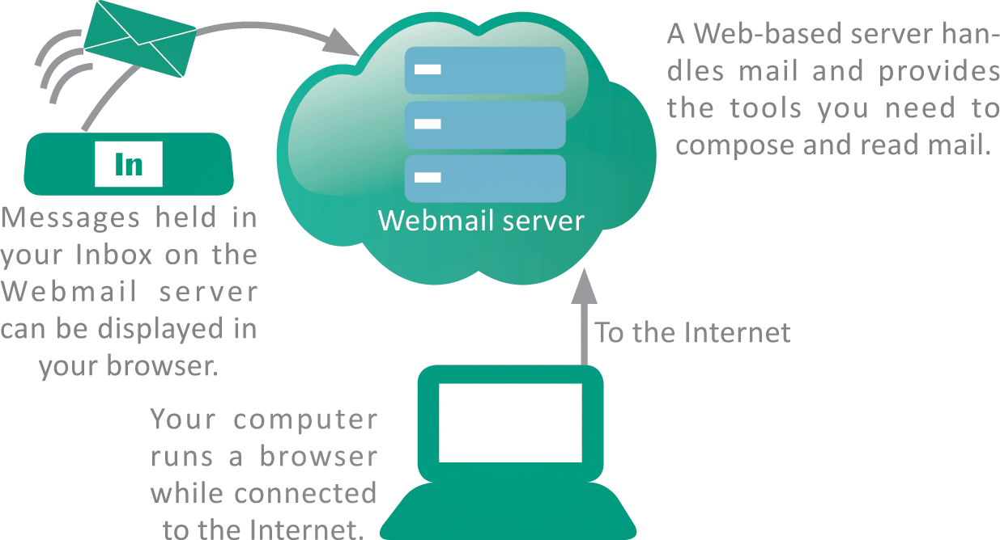 A Web-based server han-
dles mail and provides
the tools you need to
compose and read mail.
In
Messages held in
your Inbox on the
Webmail server
can be displayed in
your browser.
Webmail server
To the Internet
Your computer
runs a browser
while connected
to the Internet.